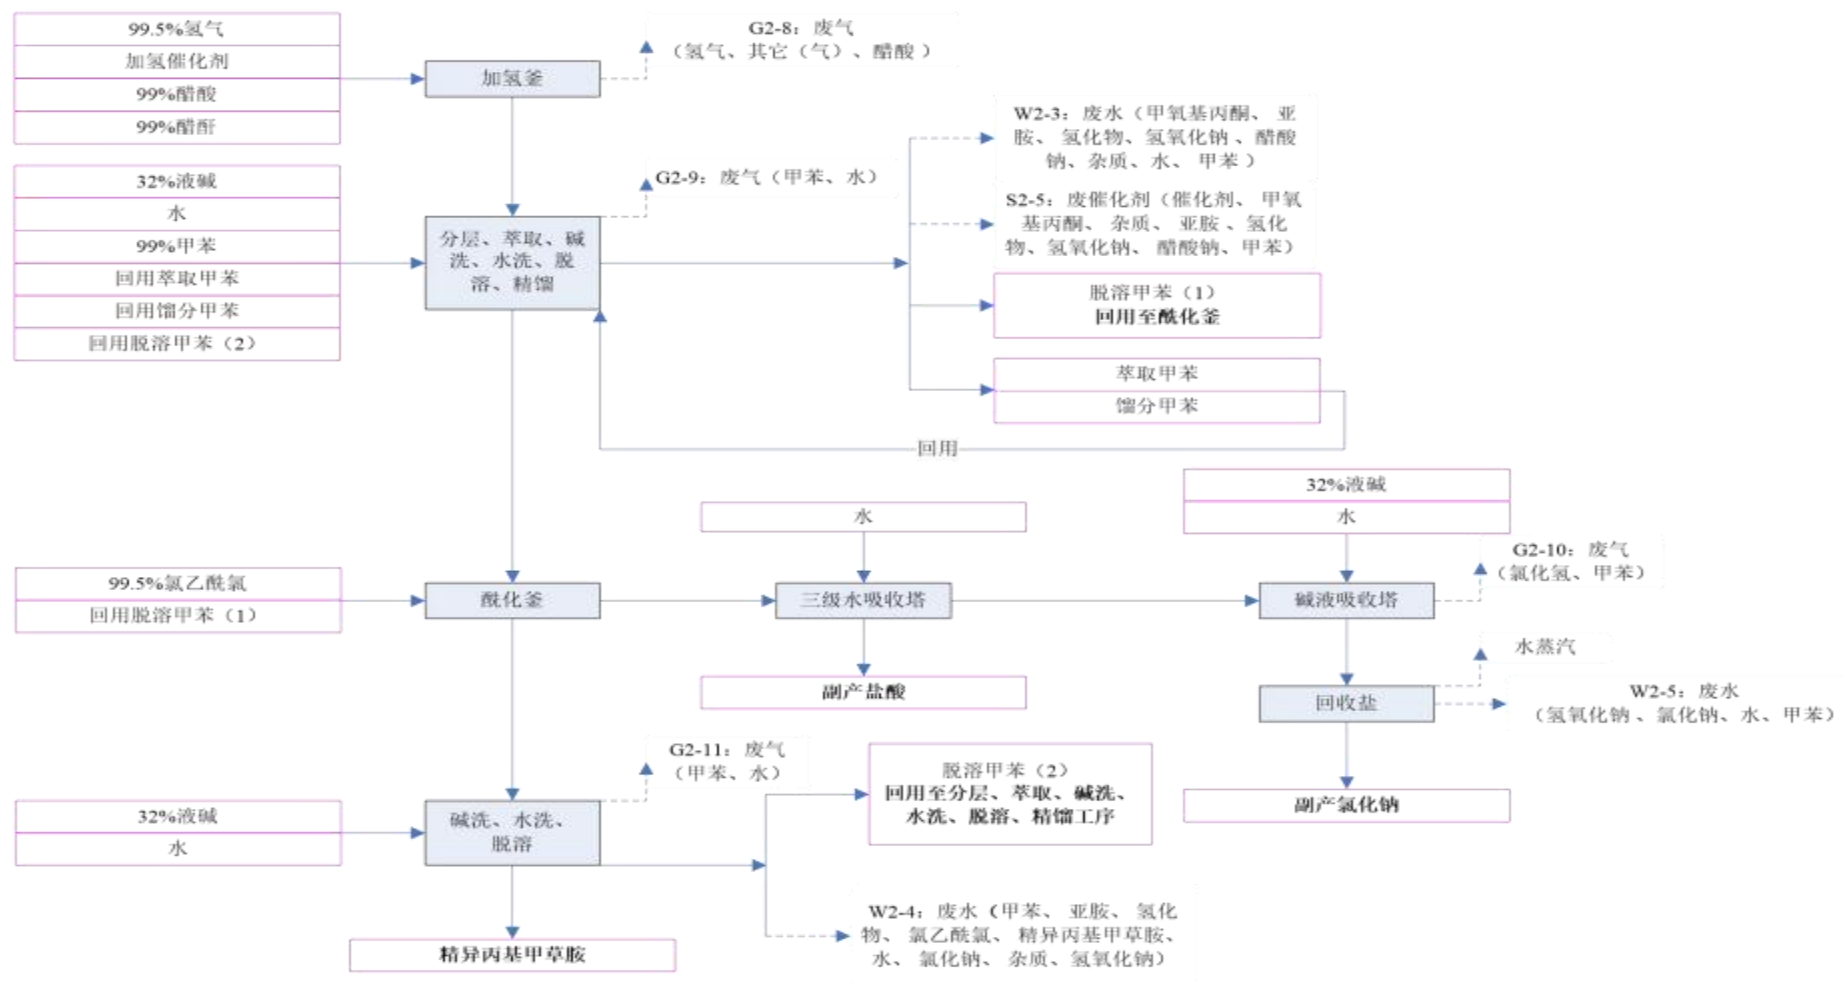 99.5%氢气
加氢催化剂
99%醋酸
99%醋酐
加氢釜
G2-8：废气
（氢气、其它（气）、醋酸 ）
32%液碱
水
99%甲苯
回用萃取甲苯
回用馏分甲苯
回用脱溶甲苯（2）
G2-9：废气（甲苯、水）
分层、萃取、碱
洗、水洗、脱
溶、精馏
W2-3：废水（甲氧基丙酮、 亚
胺、 氢化物、氢氧化钠 、醋酸
钠、杂质、水、 甲苯 ）
S2-5：废催化剂（催化剂、 甲氧
基丙酮、 杂质、 亚胺 、氢化
物、氢氧化钠、 醋酸钠、甲苯）
脱溶甲苯（1）
回用至酰化釜
萃取甲苯
馏分甲苯
回用
32%液碱
水
水
G2-10：废气
（氯化氢、甲苯）
99.5%氯乙酰氯
回用脱溶甲苯（1）
酰化釜
三级水吸收塔
碱液吸收塔
水蒸汽
副产盐酸
回收盐
W2-5：废水
（氢氧化钠 、氯化钠、水、甲苯）
G2-11：废气
（甲苯、水）
脱溶甲苯（2）
回用至分层、萃取、碱洗、
水洗、脱溶、精馏工序
副产氯化钠
32%液碱
水
碱洗、水洗、
脱溶
W2-4：废水（甲苯、 亚胺、 氢化
物、 氯乙酰氯、 精异丙基甲草胺、
水、 氯化钠、 杂质、氢氧化钠）
精异丙基甲草胺